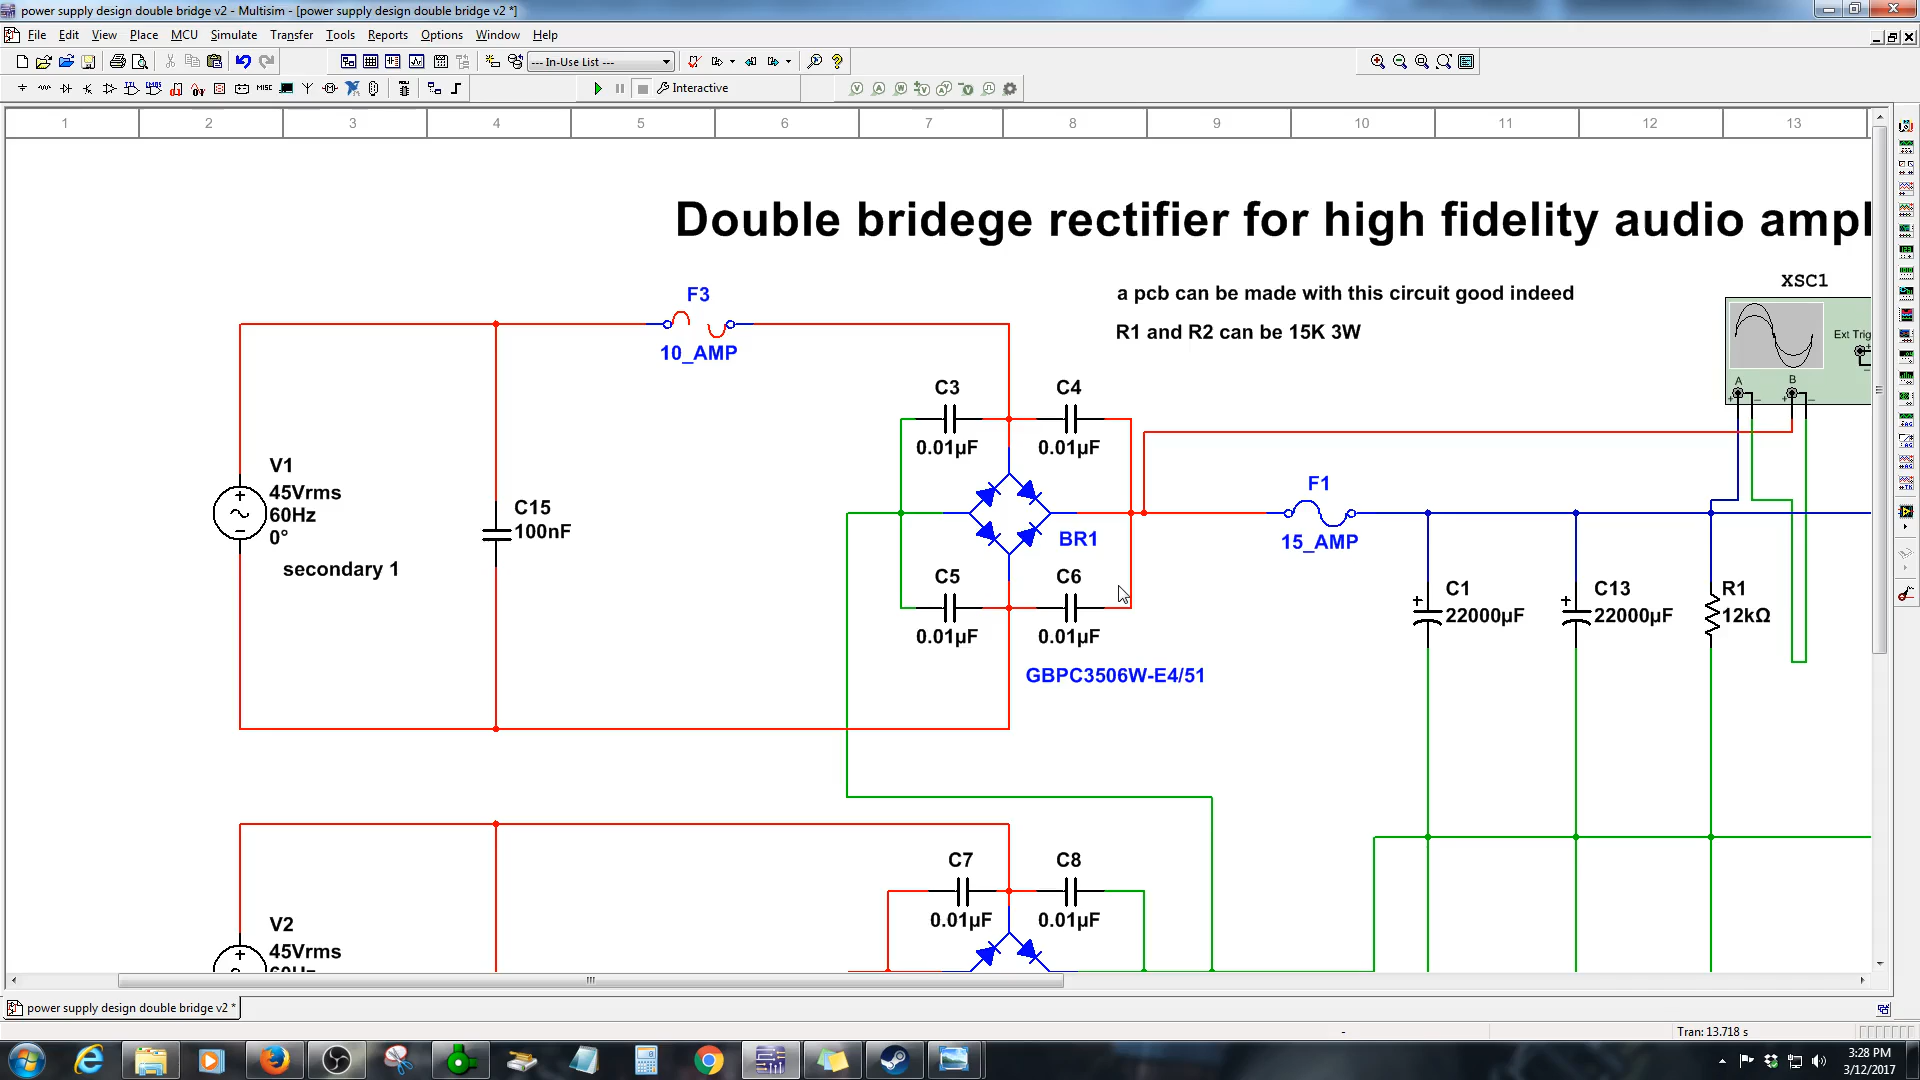 power supply design double bridge v2 - Multisim - [power supply design double bridge v2 *]
File Edit View Place MCU Simulate Transfer Tools Reports Options Window Help
--- In-Use List ---
MISC Interactive
1 2 3 4 5 6 7 8 9 10 11 12 13
Double bridege rectifier for high fidelity audio ampl
XSC1
a pcb can be made with this circuit good indeed
F3
R1 and R2 can be 15K 3W
Ext Trig
10_AMP
A B
C3 C4
0.01µF 0.01µF
V1
45Vrms
60Hz
0°
secondary 1
C15
100nF
F1
15_AMP
BR1
C5 C6
0.01µF 0.01µF
C1
22000µF
C13
22000µF
R1
12kΩ
GBPC3506W-E4/51
C7 C8
0.01µF 0.01µF
V2
45Vrms
60Hz
power supply design double bridge v2 *
- Tran: 13.718 s
3:28 PM
3/12/2017